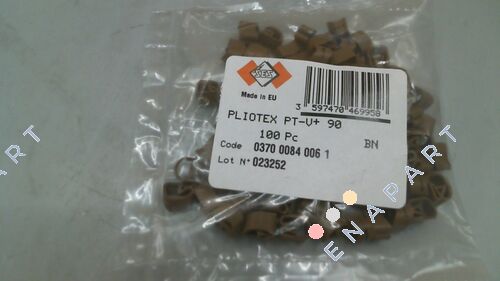 Made in EU
3 597470 469958
PLIOTEX PT-V+ 90
100 Pc
BN
Code 0370 0084 006 1
Lot N° 023252
ENAPART